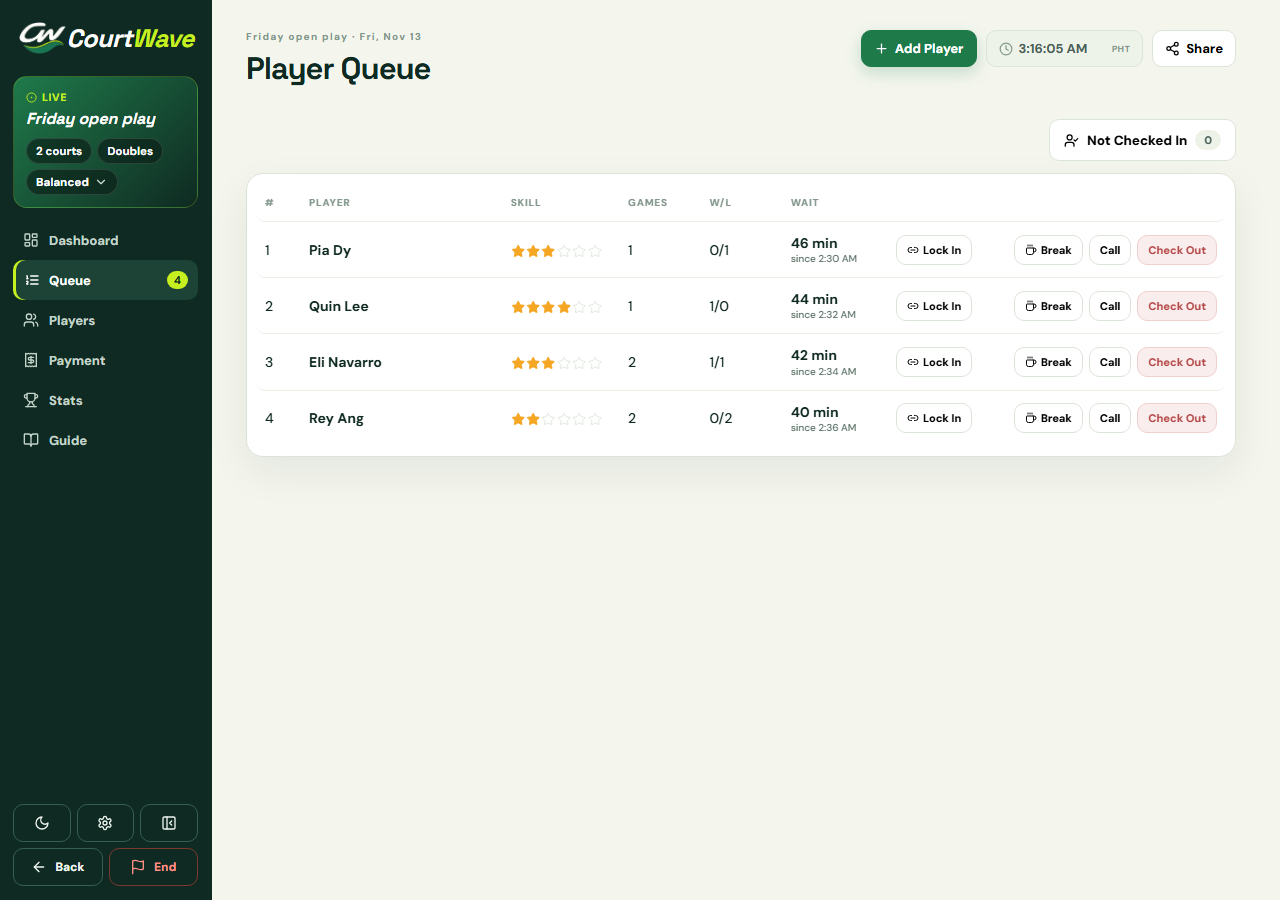 CW CourtWave
LIVE
Friday open play
2 courts
Doubles
Balanced
Dashboard
Queue 4
Players
Payment
Stats
Guide
Back
End
Friday open play · Fri, Nov 13
Player Queue
Add Player
3:16:05 AM PHT
Share
Not Checked In 0
# PLAYER SKILL GAMES W/L WAIT
1 Pia Dy 1 0/1 46 min Lock In Break Call Check Out
since 2:30 AM
2 Quin Lee 1 1/0 44 min Lock In Break Call Check Out
since 2:32 AM
3 Eli Navarro 2 1/1 42 min Lock In Break Call Check Out
since 2:34 AM
4 Rey Ang 2 0/2 40 min Lock In Break Call Check Out
since 2:36 AM